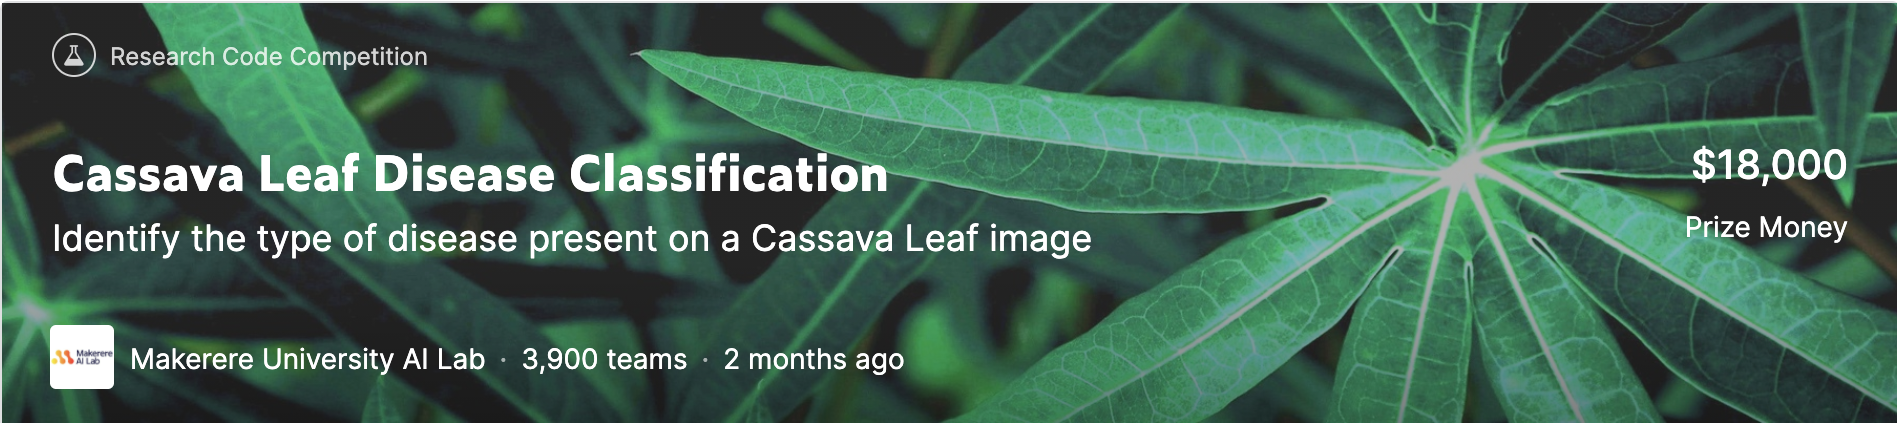 Research Code Competition
Cassava Leaf Disease Classification
Identify the type of disease present on a Cassava Leaf image
$18,000
Prize Money
Makerere
AI Lab
Makerere University AI Lab · 3,900 teams · 2 months ago